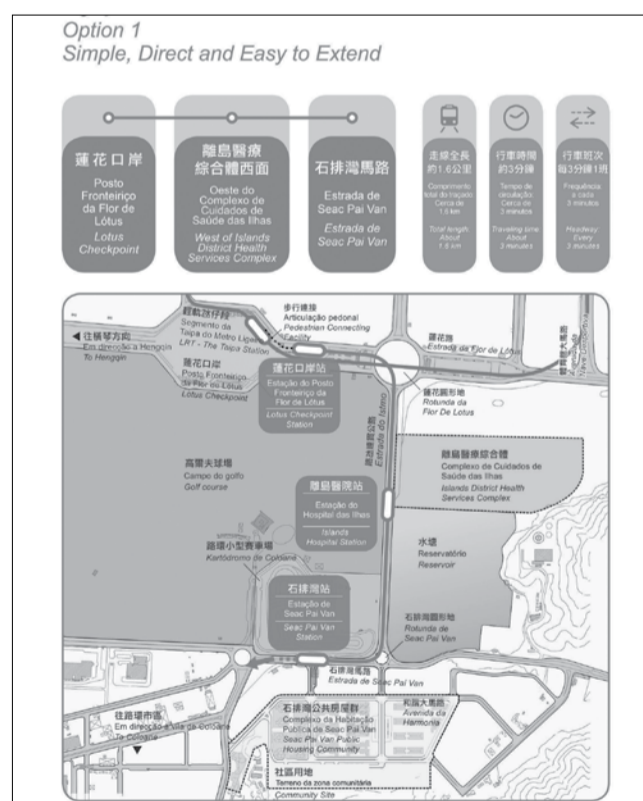 Option 1
Simple, Direct and Easy to Extend
蓮花口岸
Posto
Fronteiriço
da Flor de
Lótus
Lotus
Checkpoint
離島醫療
綜合體西面
Oeste do
Complexo de
Cuidados de
Saúde das Ilhas
West of Islands
District Health
Services Complex
石排灣馬路
Estrada de
Seac Pai Van
Estrada de
Seac Pai Van
走線全長
約1.6公里
Comprimento
total do traçado
Cerca de
1.6 km
Total length
About
1.6 km
行車時間
約3分鐘
Tempo de
circulação
Cerca de
3 minutos
Traveling time
About
3 minutes
行車班次
每3分鐘1班
Frequência
a cada
3 minutos
Headway:
Every
3 minutes
輕軌氹仔線
Segmento da
Taipa do Metro Ligeiro
LRT - The Taipa Station
步行連接
Articulação pedonal
Pedestrian Connecting
Facility
往橫琴方向
Em direcção a Hengqin
To Hengqin
蓮花口岸
Posto Fronteiriço
da Flor de Lótus
Lotus Checkpoint
蓮花路
Estrada da Flor de Lótus
蓮花口岸站
Estação do Posto
Fronteiriço da
Flor de Lótus
Lotus Checkpoint
Station
蓮花圓形地
Rotunda da
Flor De Lotus
Estrada do Istmo
高爾夫球場
Campo do golfo
Golf course
離島醫療綜合體
Complexo de Cuidados de
Saúde das Ilhas
Islands District Health
Services Complex
離島醫院站
Estação do
Hospital das Ilhas
Islands
Hospital Station
路環小型賽車場
Kartódromo de Coloane
水塘
Reservatório
Reservoir
石排灣站
Estação de
Seac Pai Van
Seac Pai Van
Station
石排灣圓形地
Rotunda de
Seac Pai Van
石排灣馬路
Estrada de Seac Pai Van
往路環市區
Em direcção à Vila de Coloane
To Coloane
石排灣公共房屋群
Complexo da Habitação
Pública de Seac Pai Van
Seac Pai Van Public
Housing Community
和諧大馬路
Avenida da
Harmonia
社區用地
Terreno da zona comunitária
Community Site